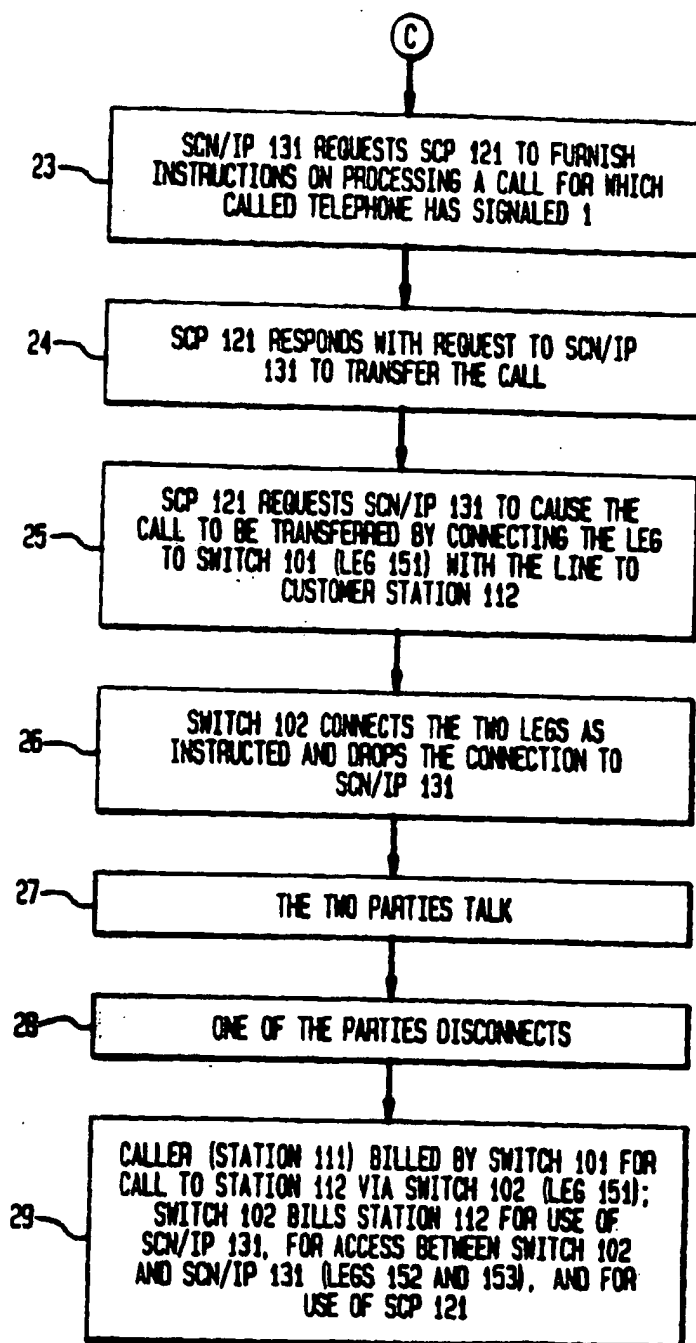 C
23
SCN/IP 131 REQUESTS SCP 121 TO FURNISH
INSTRUCTIONS ON PROCESSING A CALL FOR WHICH
CALLED TELEPHONE HAS SIGNALED 1
24
SCP 121 RESPONDS WITH REQUEST TO SCN/IP
131 TO TRANSFER THE CALL
25
SCP 121 REQUESTS SCN/IP 131 TO CAUSE THE
CALL TO BE TRANSFERRED BY CONNECTING THE LEG
TO SWITCH 101 (LEG 151) WITH THE LINE TO
CUSTOMER STATION 112
26
SWITCH 102 CONNECTS THE TWO LEGS AS
INSTRUCTED AND DROPS THE CONNECTION TO
SCN/IP 131
27
THE TWO PARTIES TALK
28
ONE OF THE PARTIES DISCONNECTS
29
CALLER (STATION 111) BILLED BY SWITCH 101 FOR
CALL TO STATION 112 VIA SWITCH 102 (LEG 151);
SWITCH 102 BILLS STATION 112 FOR USE OF
SCN/IP 131, FOR ACCESS BETWEEN SWITCH 102
AND SCN/IP 131 (LEGS 152 AND 153), AND FOR
USE OF SCP 121